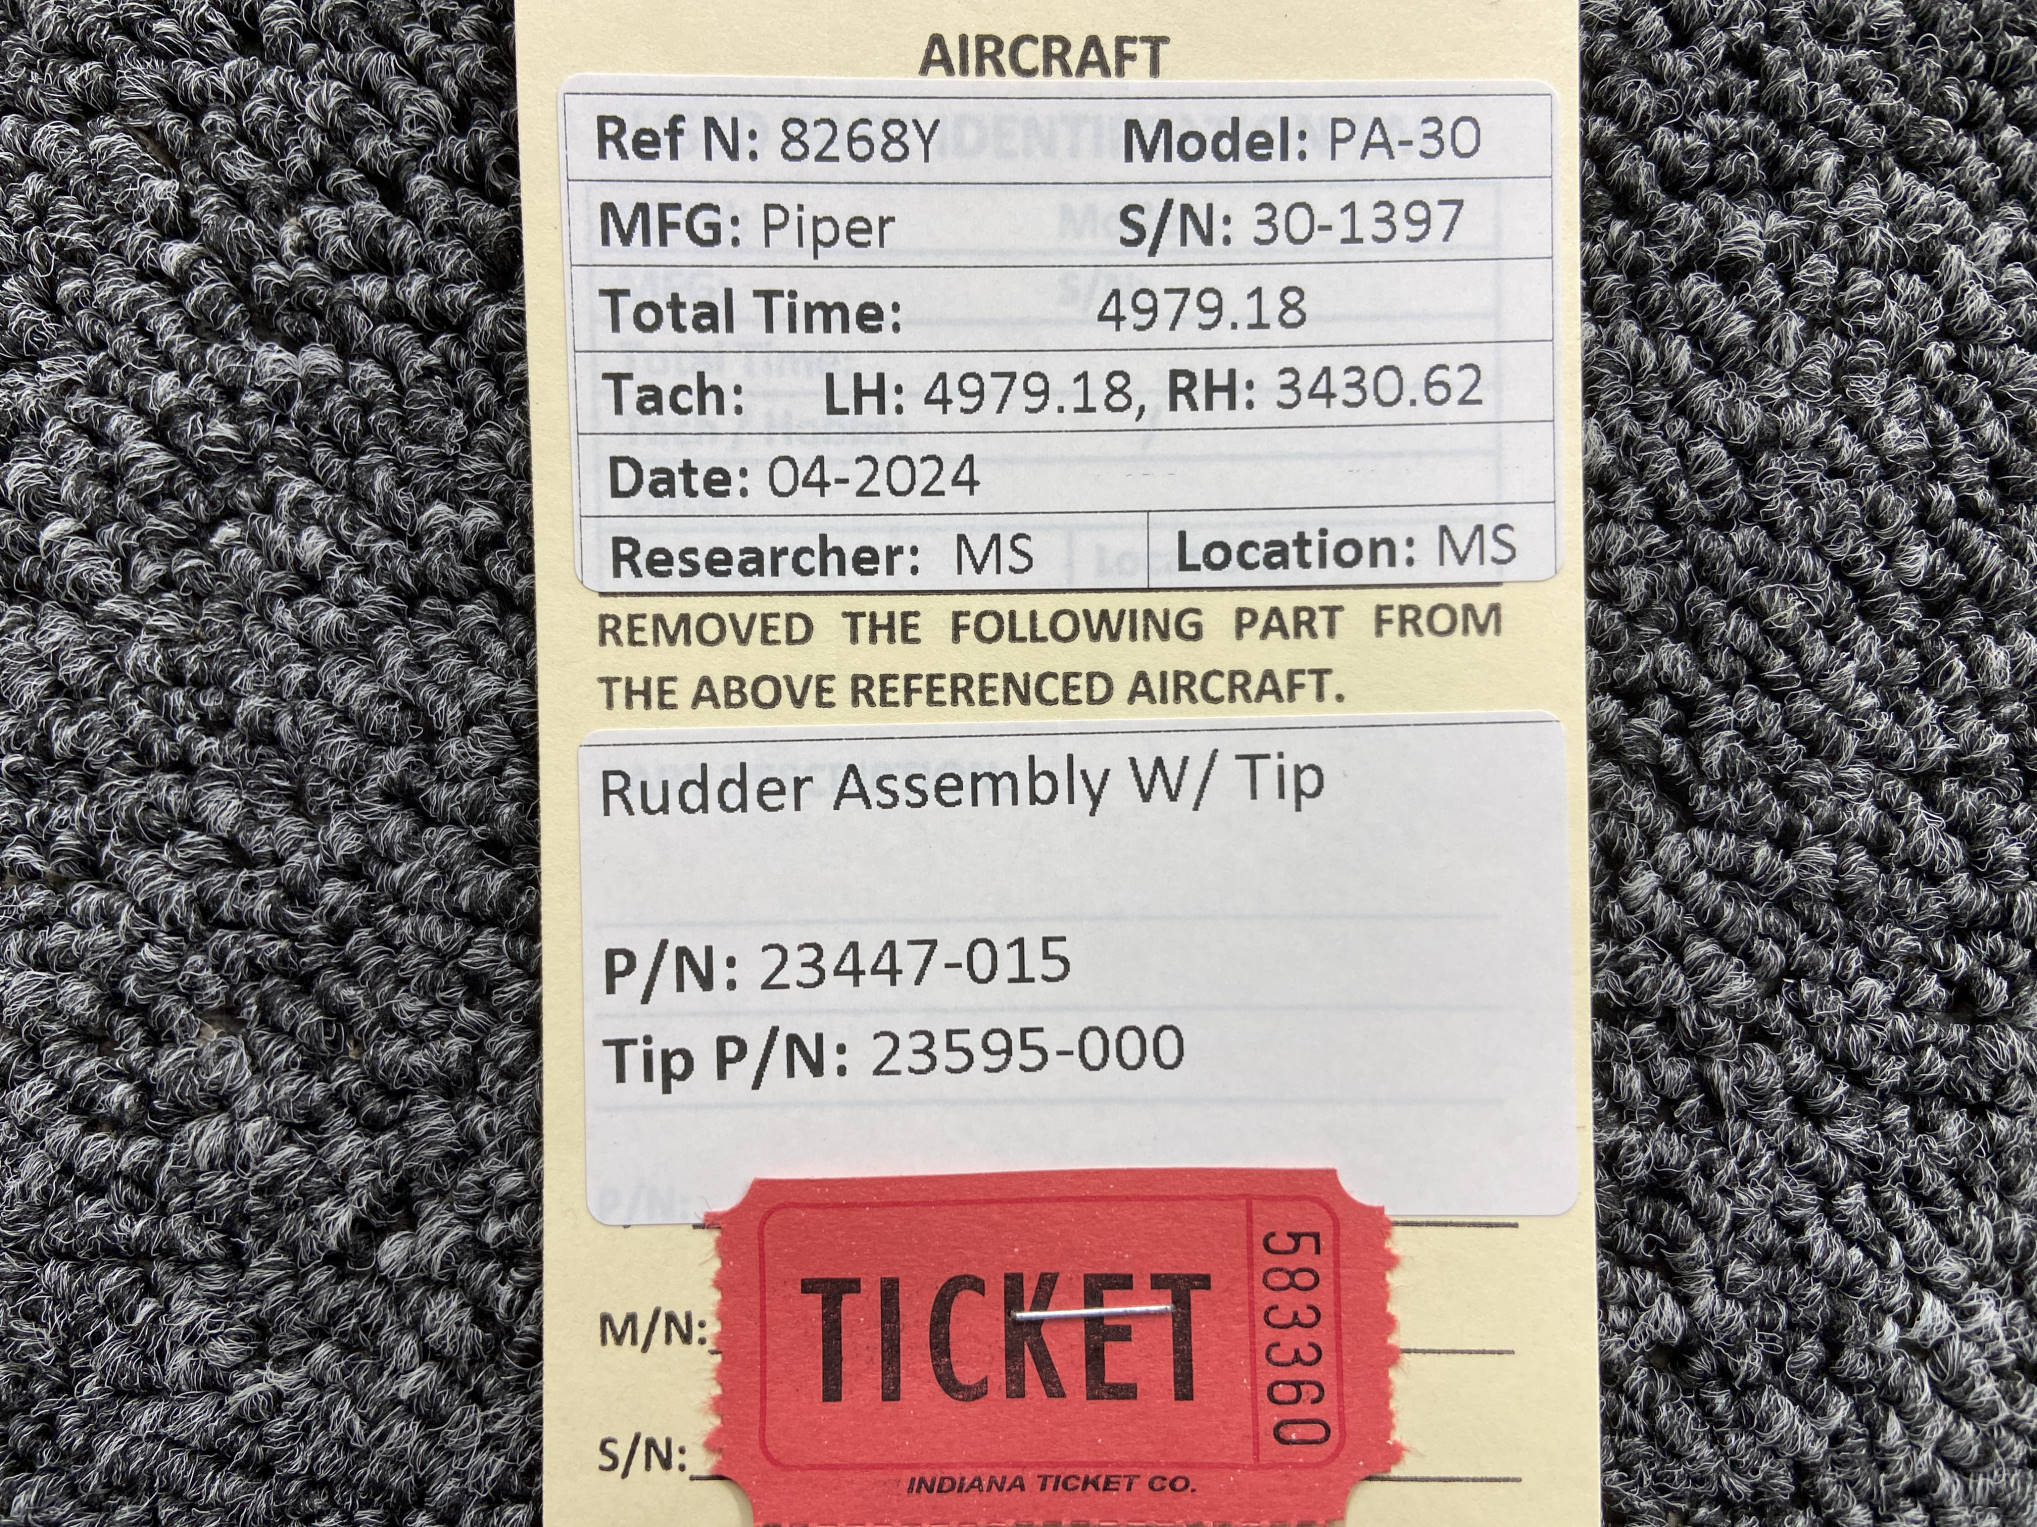 AIRCRAFT
Ref N: 8268Y Model: PA-30
MFG: Piper S/N: 30-1397
Total Time: 4979.18
Tach: LH: 4979.18, RH: 3430.62
Date: 04-2024
Researcher: MS Location: MS
REMOVED THE FOLLOWING PART FROM
THE ABOVE REFERENCED AIRCRAFT.
Rudder Assembly W/ Tip
P/N: 23447-015
Tip P/N: 23595-000
P/N:
M/N:
S/N:
TICKET
583360
INDIANA TICKET CO.